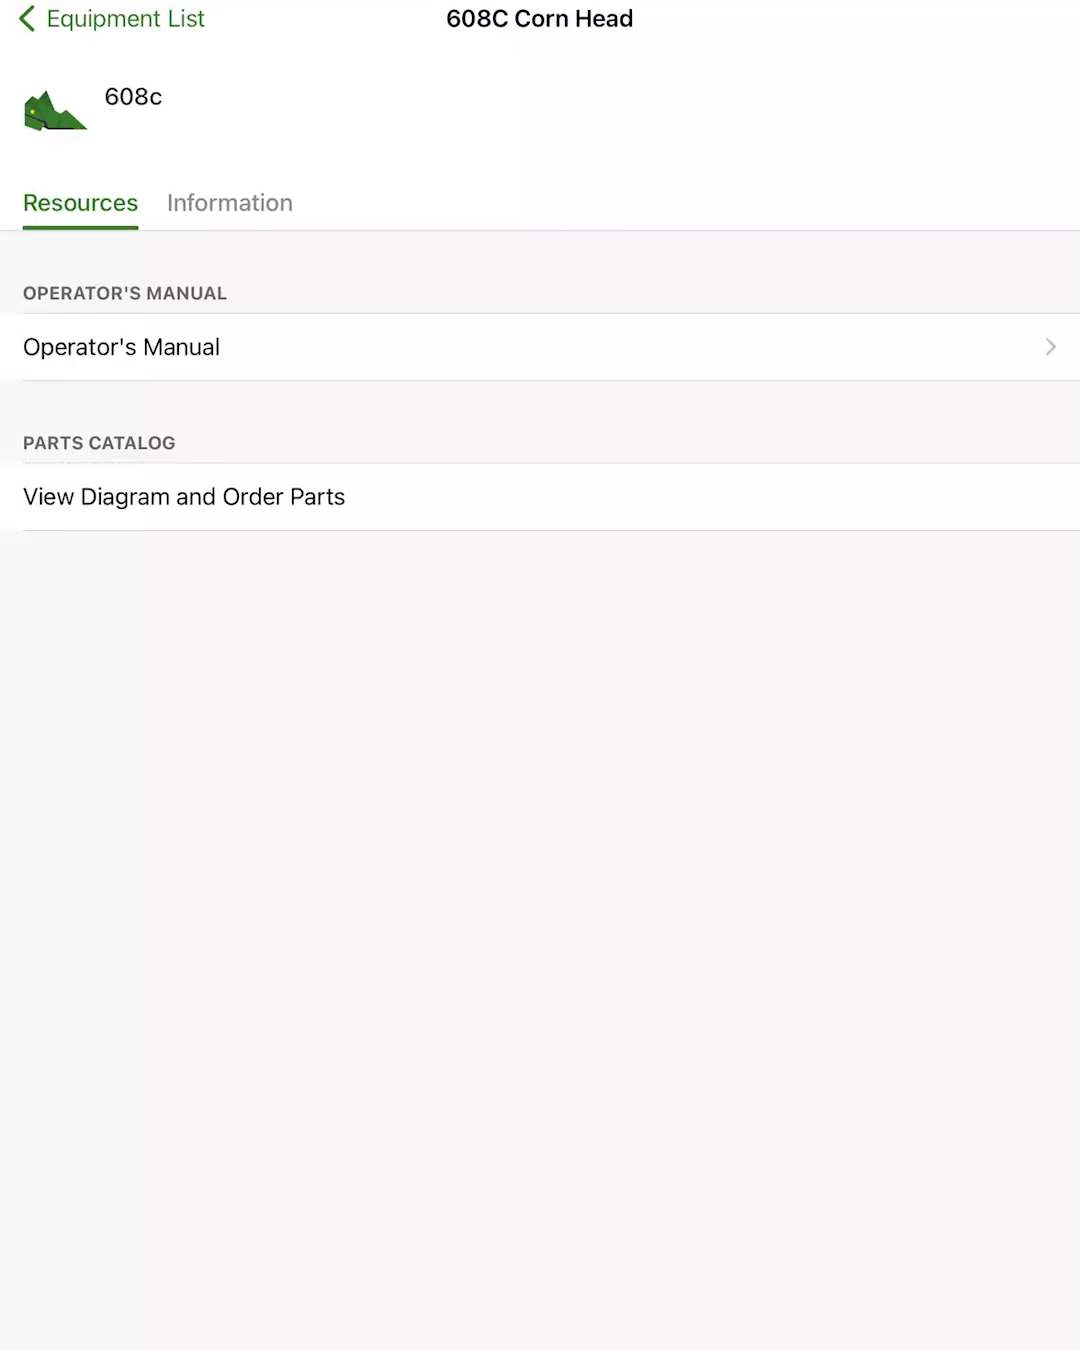 Equipment List
608C Corn Head
608c
Resources
Information
OPERATOR'S MANUAL
Operator's Manual
PARTS CATALOG
View Diagram and Order Parts